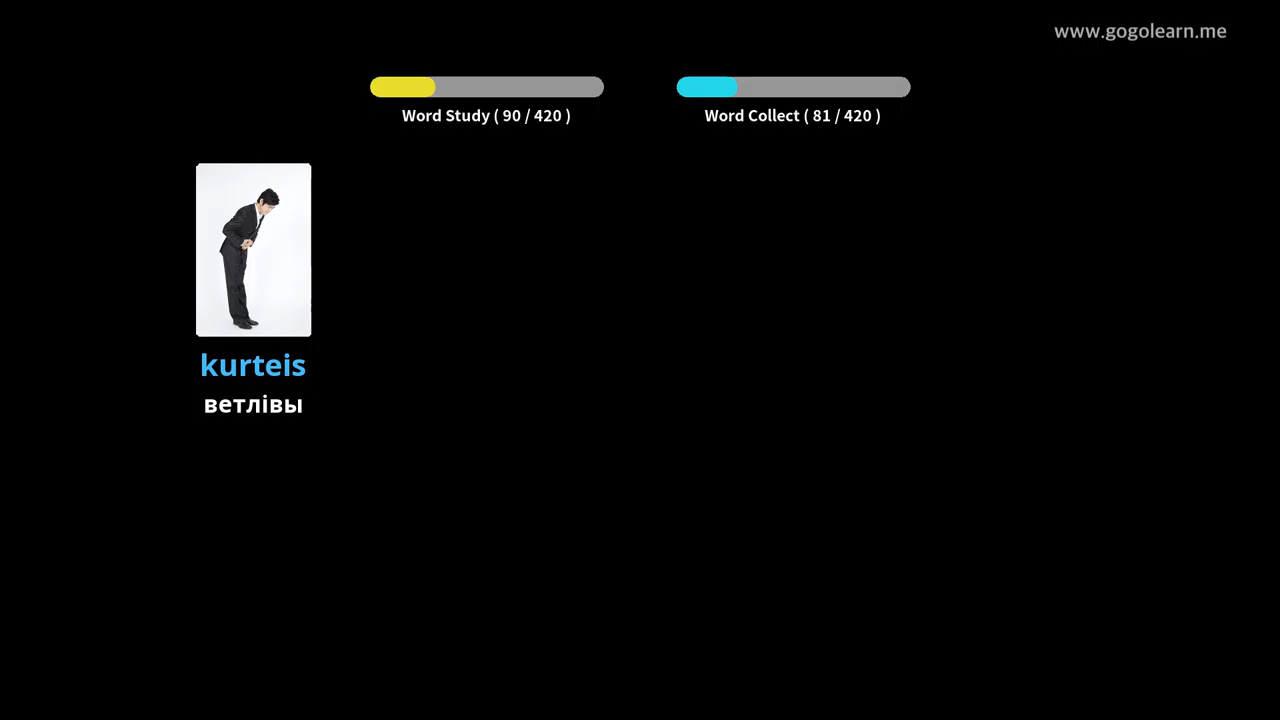 www.gogolearn.me
Word Study ( 90 / 420 )
Word Collect ( 81 / 420 )
kurteis
ветлівы